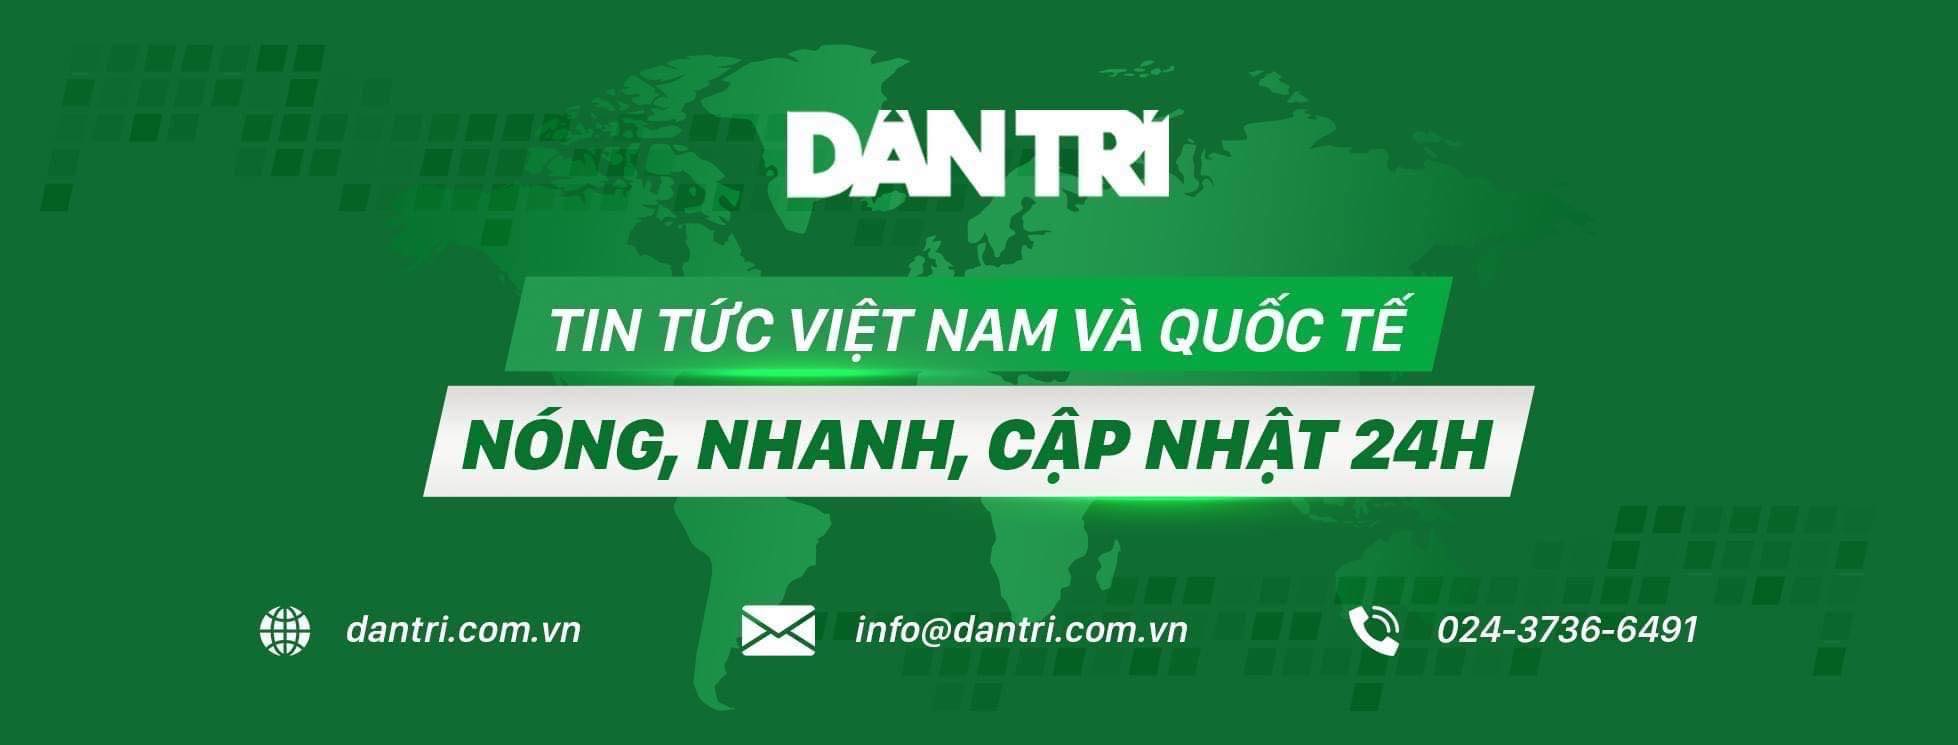 DÂN TRÍ
TIN TỨC VIỆT NAM VÀ QUỐC TẾ
NÓNG, NHANH, CẬP NHẬT 24H
dantri.com.vn
info@dantri.com.vn
024-3736-6491